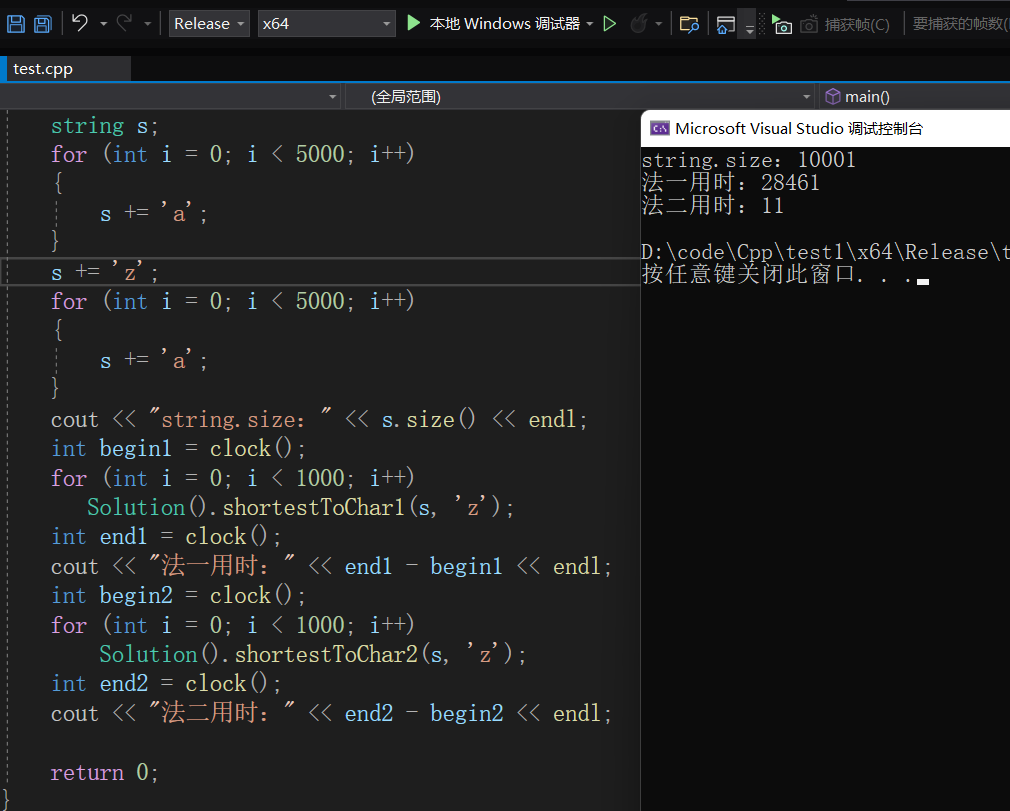 Release x64 本地 Windows 调试器 捕获帧(C) 要捕获的帧数(
test.cpp
(全局范围) main()
string s;
for (int i = 0; i < 5000; i++)
{
s += 'a';
}
s += 'z';
for (int i = 0; i < 5000; i++)
{
s += 'a';
}
cout << "string.size：" << s.size() << endl;
int begin1 = clock();
for (int i = 0; i < 1000; i++)
Solution().shortestToChar1(s, 'z');
int end1 = clock();
cout << "法一用时：" << end1 - begin1 << endl;
int begin2 = clock();
for (int i = 0; i < 1000; i++)
Solution().shortestToChar2(s, 'z');
int end2 = clock();
cout << "法二用时：" << end2 - begin2 << endl;
return 0;
}
C:\ Microsoft Visual Studio 调试控制台
string.size：10001
法一用时：28461
法二用时：11
D:\code\Cpp\test1\x64\Release\t
按任意键关闭此窗口. . .